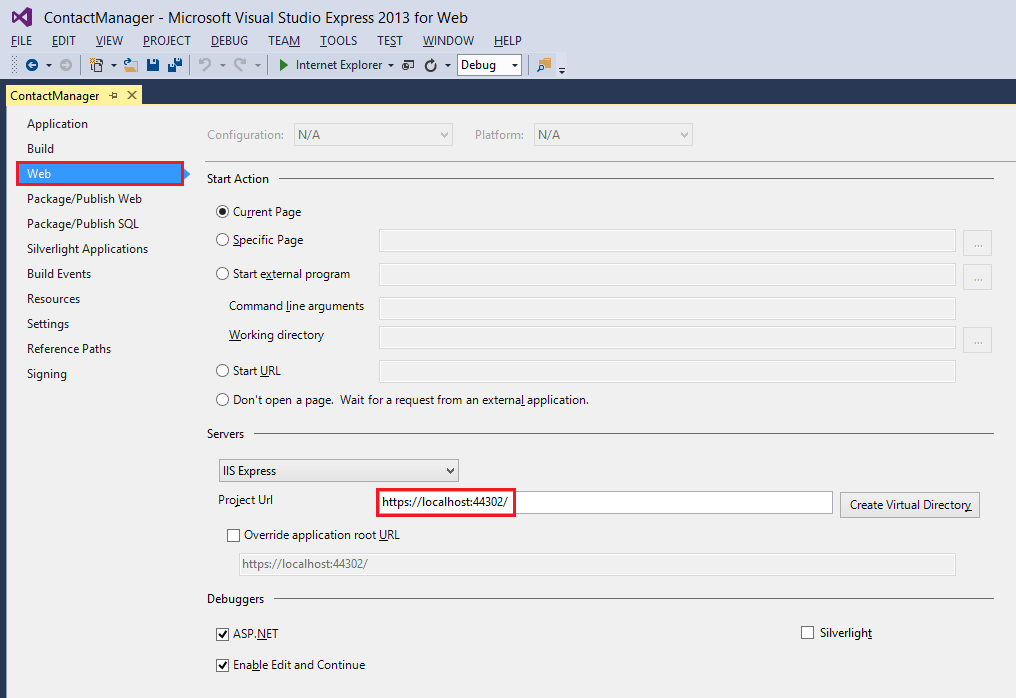 ContactManager - Microsoft Visual Studio Express 2013 for Web
FILE EDIT VIEW PROJECT DEBUG TEAM TOOLS TEST WINDOW HELP
Internet Explorer Debug
ContactManager
Application
Build
Web
Package/Publish Web
Package/Publish SQL
Silverlight Applications
Build Events
Resources
Settings
Reference Paths
Signing
Configuration: N/A Platform: N/A
Start Action
Current Page
Specific Page ...
Start external program ...
Command line arguments
Working directory ...
Start URL
Don't open a page. Wait for a request from an external application.
Servers
IIS Express
Project Url https://localhost:44302/ Create Virtual Directory
Override application root URL
https://localhost:44302/
Debuggers
ASP.NET Silverlight
Enable Edit and Continue